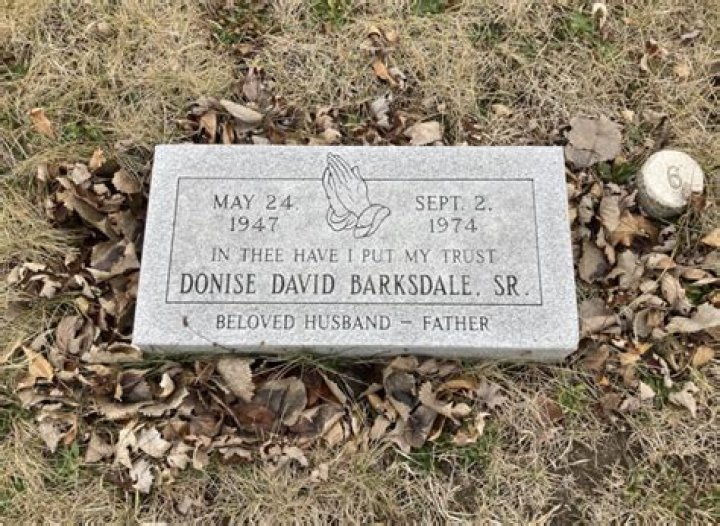 MAY 24, 1947
SEPT. 2, 1974
IN THEE HAVE I PUT MY TRUST
DONISE DAVID BARKSDALE, SR.
BELOVED HUSBAND – FATHER
6